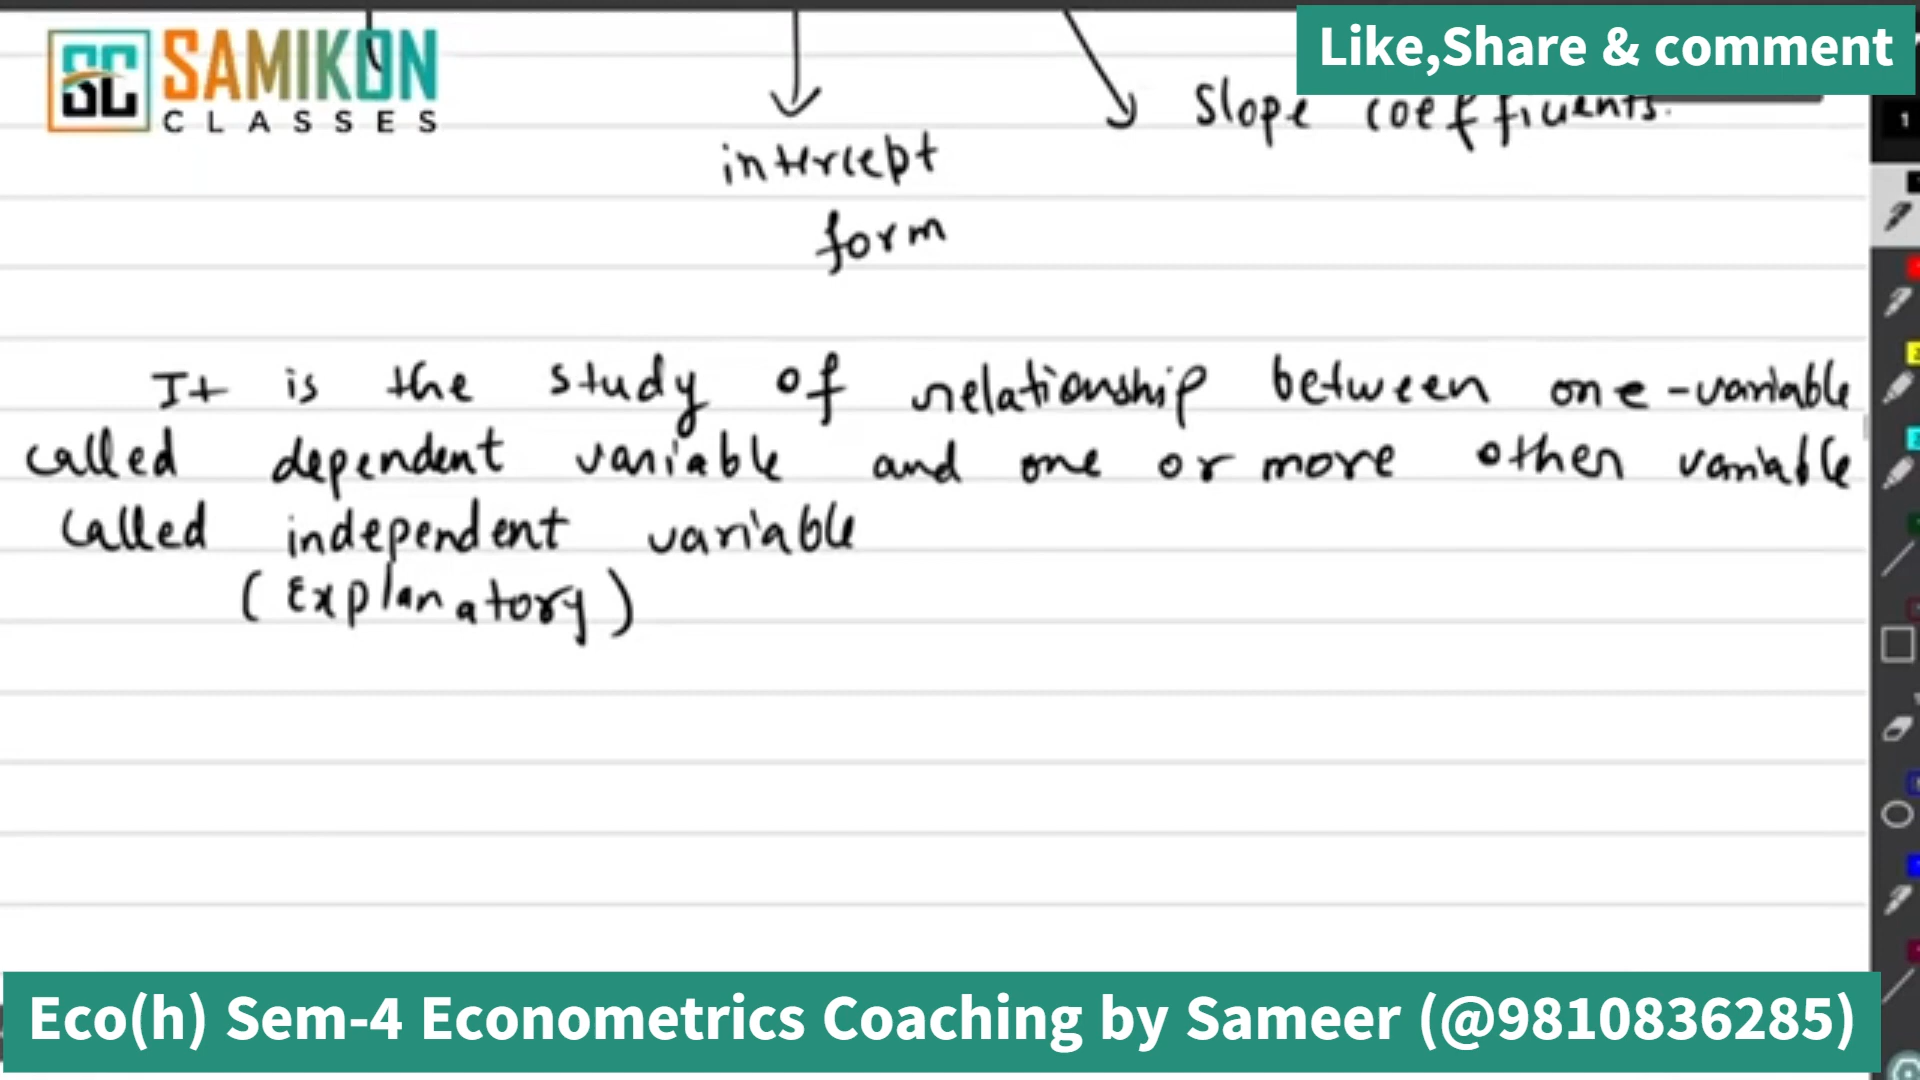 SC SAMIKON
CLASSES
Like,Share & comment
Slope coefficients.
intercept
form
It is the study of relationship between one-variable
called dependent variable and one or more other variable
called independent variable
(Explanatory)
Eco(h) Sem-4 Econometrics Coaching by Sameer (@9810836285)